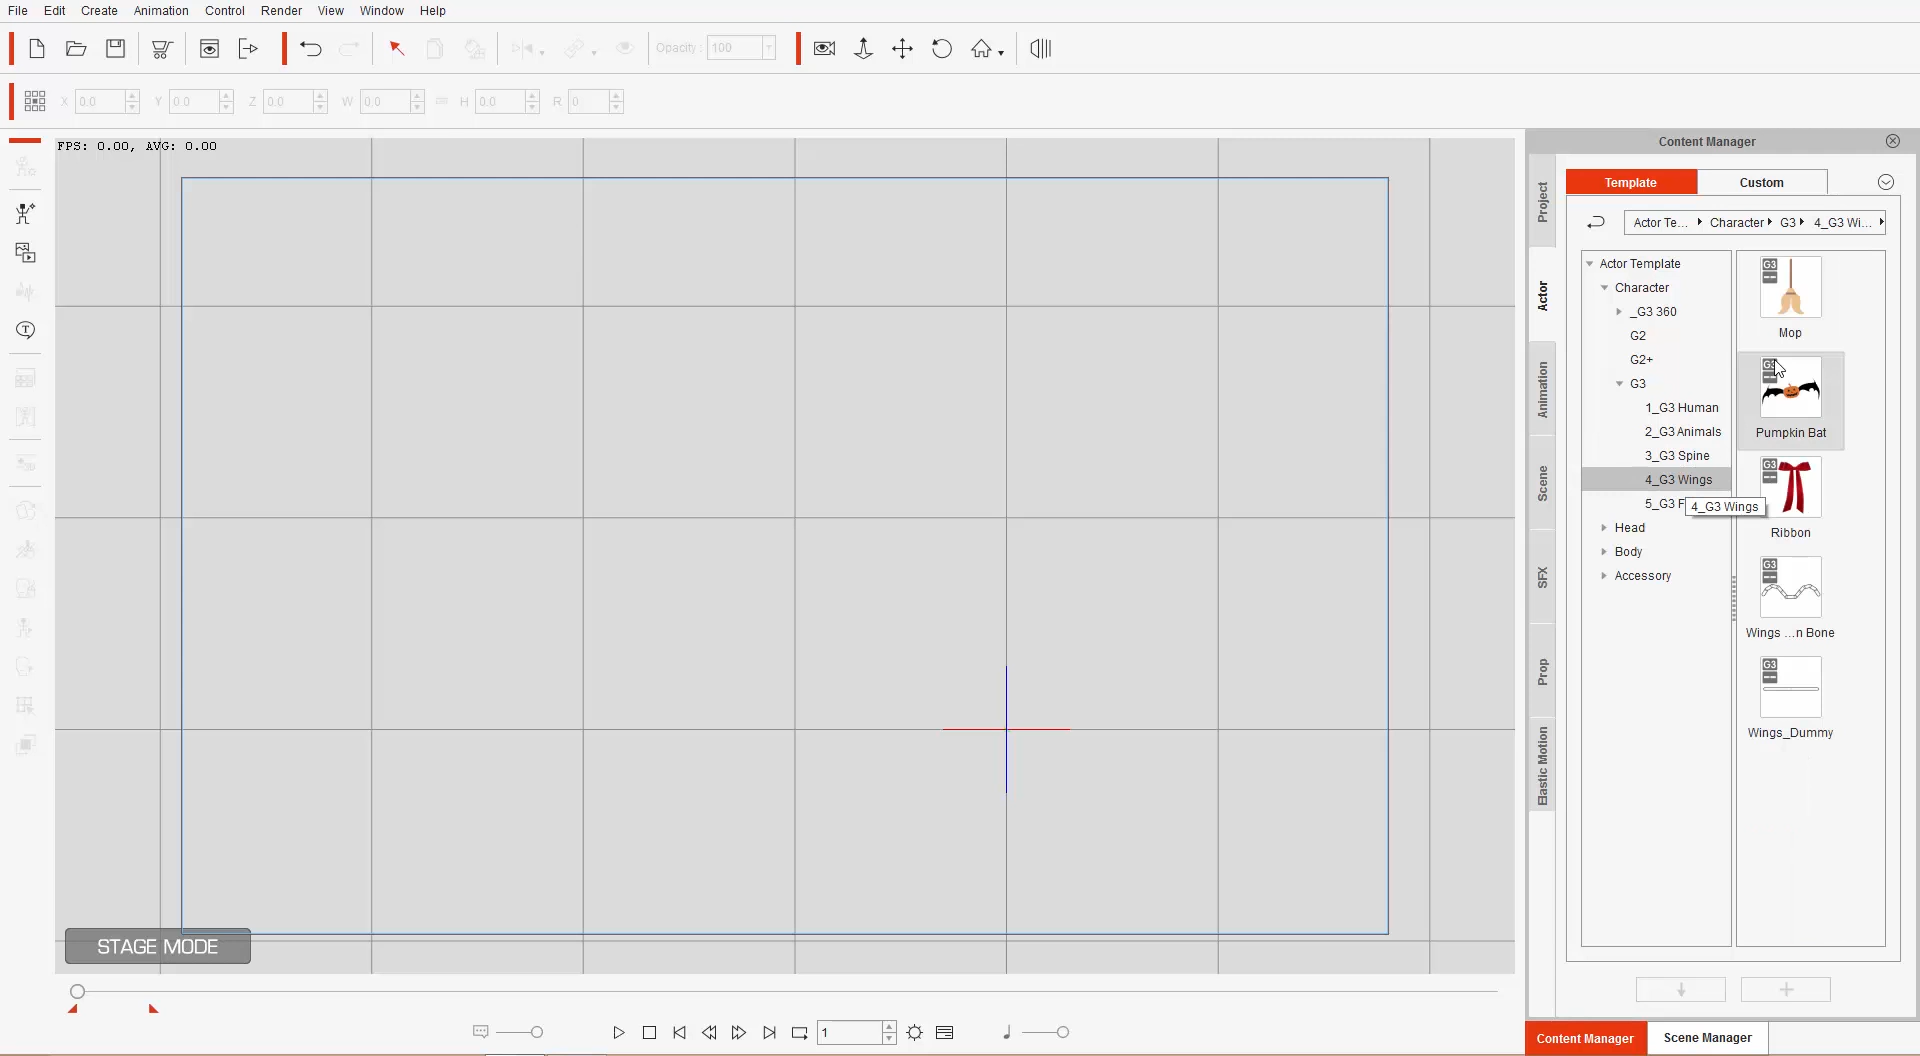 File Edit Create Animation Control Render View Window Help
Opacity : 100
X 0.0 Y 0.0 Z 0.0 W 0.0 H 0.0 R 0
FPS: 0.00, AVG: 0.00
Content Manager
Template Custom
Actor Te... Character G3 4_G3 Wi...
Project
Actor
Animation
Scene
SFX
Prop
Elastic Motion
Actor Template
Character
_G3 360
G2
G2+
G3
1_G3 Human
2_G3 Animals
3_G3 Spine
4_G3 Wings
5_G3 F
4_G3 Wings
Head
Body
Accessory
G3
Mop
G3
Pumpkin Bat
G3
Ribbon
G3
Wings ...n Bone
G3
Wings_Dummy
STAGE MODE
1
Content Manager Scene Manager